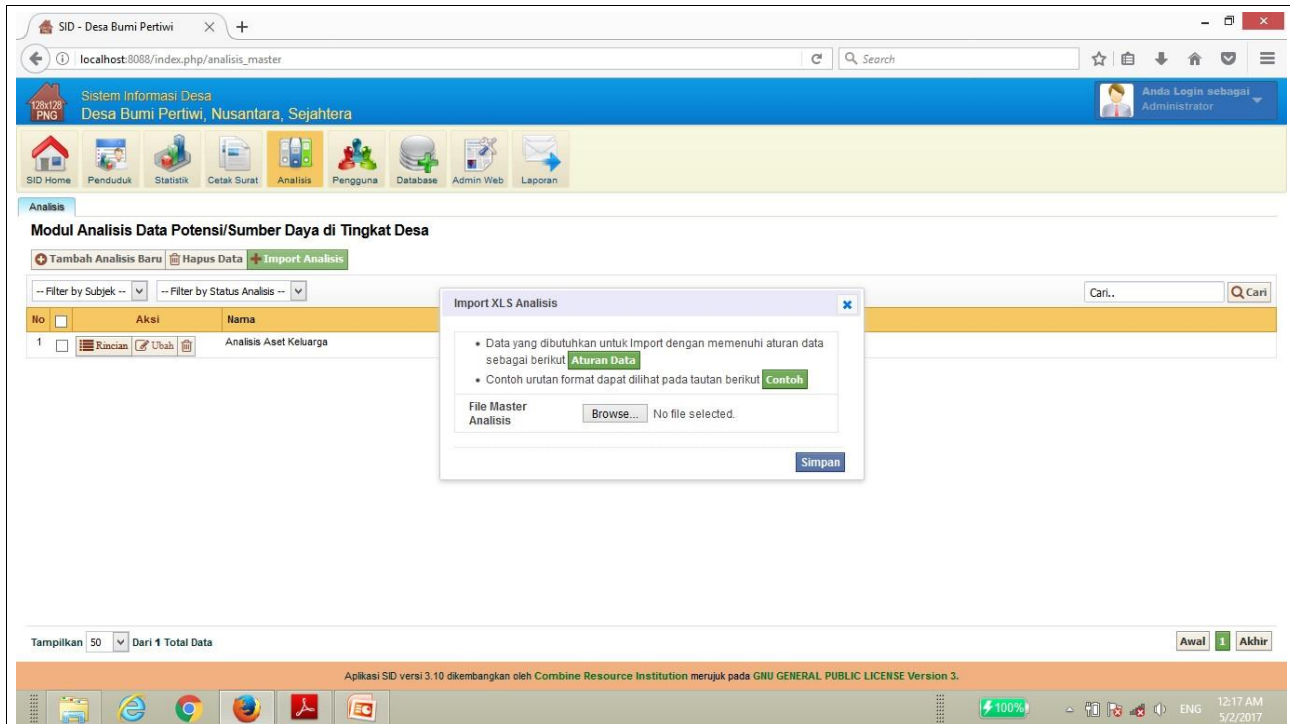 SID - Desa Bumi Pertiwi
localhost:8088/index.php/analisis_master
Search
128x128 PNG
Sistem Informasi Desa
Desa Bumi Pertiwi, Nusantara, Sejahtera
Anda Login sebagai
Administrator
SID Home Penduduk Statistik Cetak Surat Analisis Pengguna Database Admin Web Laporan
Analisis
Modul Analisis Data Potensi/Sumber Daya di Tingkat Desa
Tambah Analisis Baru Hapus Data Import Analisis
-- Filter by Subjek -- -- Filter by Status Analisis -- Cari.. Cari
No Aksi Nama
1 Rincian Ubah Analisis Aset Keluarga
Import XLS Analisis
• Data yang dibutuhkan untuk Import dengan memenuhi aturan data
sebagai berikut Aturan Data
• Contoh urutan format dapat dilihat pada tautan berikut Contoh
File Master
Analisis
Browse... No file selected.
Simpan
Tampilkan 50 Dari 1 Total Data Awal 1 Akhir
Aplikasi SID versi 3.10 dikembangkan oleh Combine Resource Institution merujuk pada GNU GENERAL PUBLIC LICENSE Version 3.
100% ENG 12:17 AM
5/2/2017